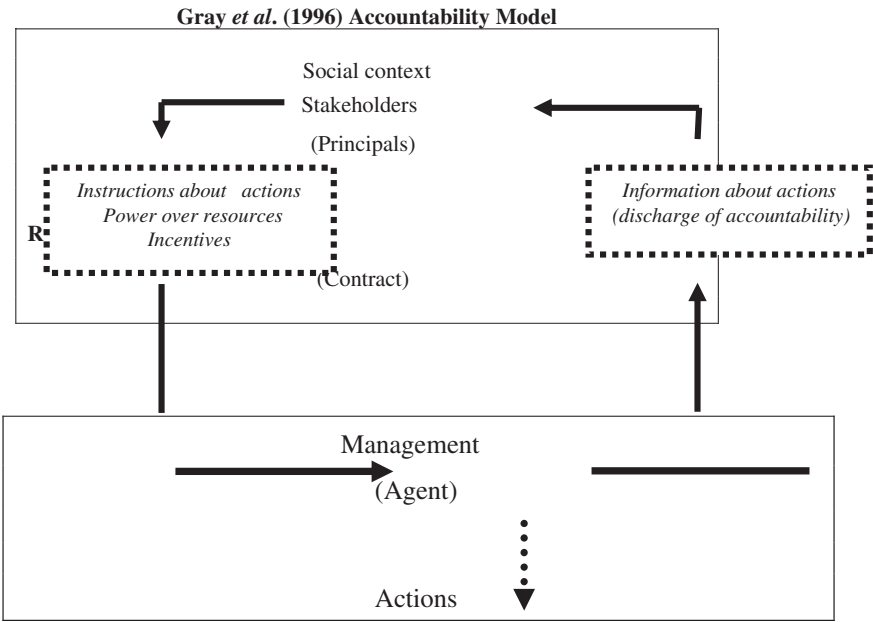 Gray et al. (1996) Accountability Model
Social context
Stakeholders
(Principals)
Instructions about actions
Power over resources
Incentives
Information about actions
(discharge of accountability)
R
(Contract)
Management
(Agent)
Actions